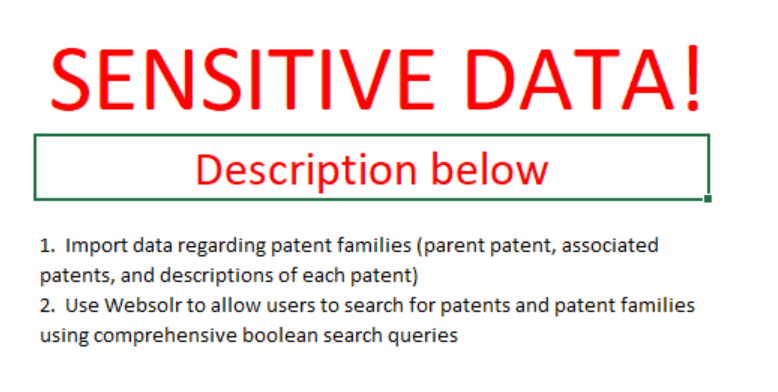 SENSITIVE DATA!
Description below
1.  Import data regarding patent families (parent patent, associated
patents, and descriptions of each patent)
2.  Use Websolr to allow users to search for patents and patent families
using comprehensive boolean search queries